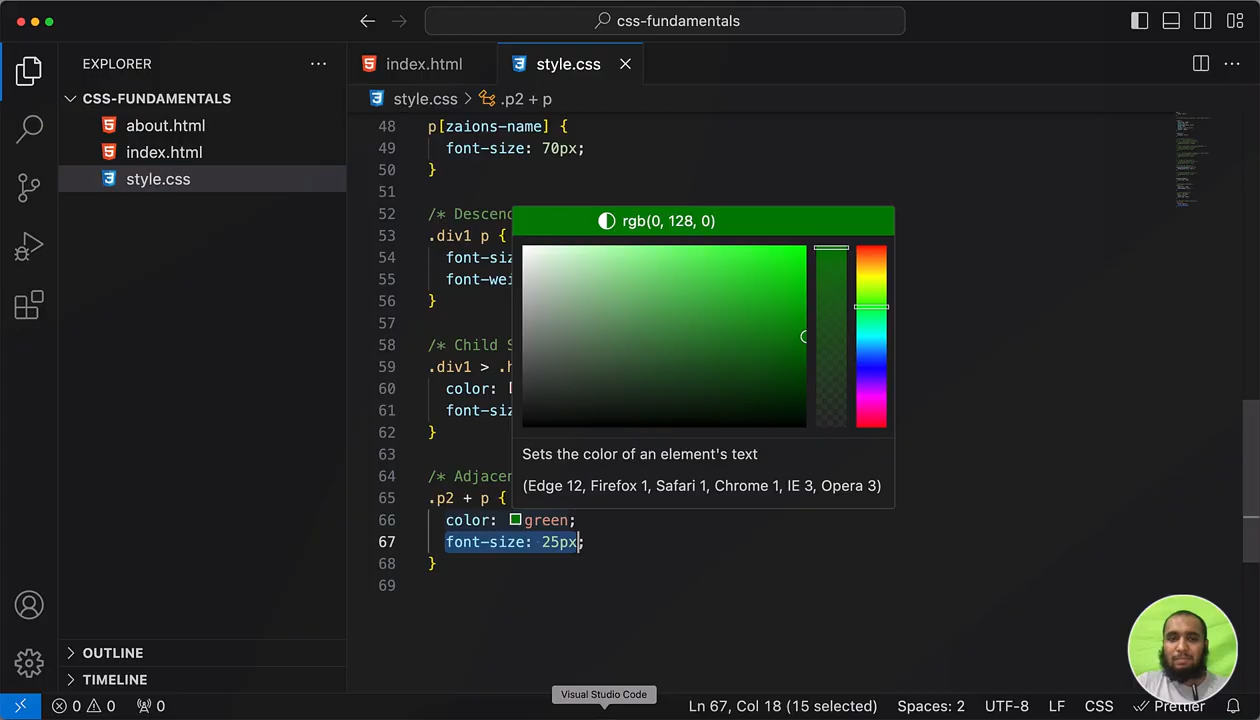 css-fundamentals
EXPLORER
index.html
style.css
CSS-FUNDAMENTALS
style.css
.p2 + p
about.html
index.html
style.css
48
p[zaions-name] {
49
font-size: 70px;
50
}
51
52
/* Descend
53
.div1 p {
54
font-siz
55
font-wei
56
}
57
58
/* Child S
59
.div1 > .h
60
color:
61
font-siz
62
}
63
64
/* Adjacen
65
.p2 + p {
66
color: green;
67
font-size: 25px;
68
}
69
rgb(0, 128, 0)
Sets the color of an element's text
(Edge 12, Firefox 1, Safari 1, Chrome 1, IE 3, Opera 3)
OUTLINE
TIMELINE
Visual Studio Code
0 0 0
Ln 67, Col 18 (15 selected)
Spaces: 2
UTF-8
LF
CSS
Prettier